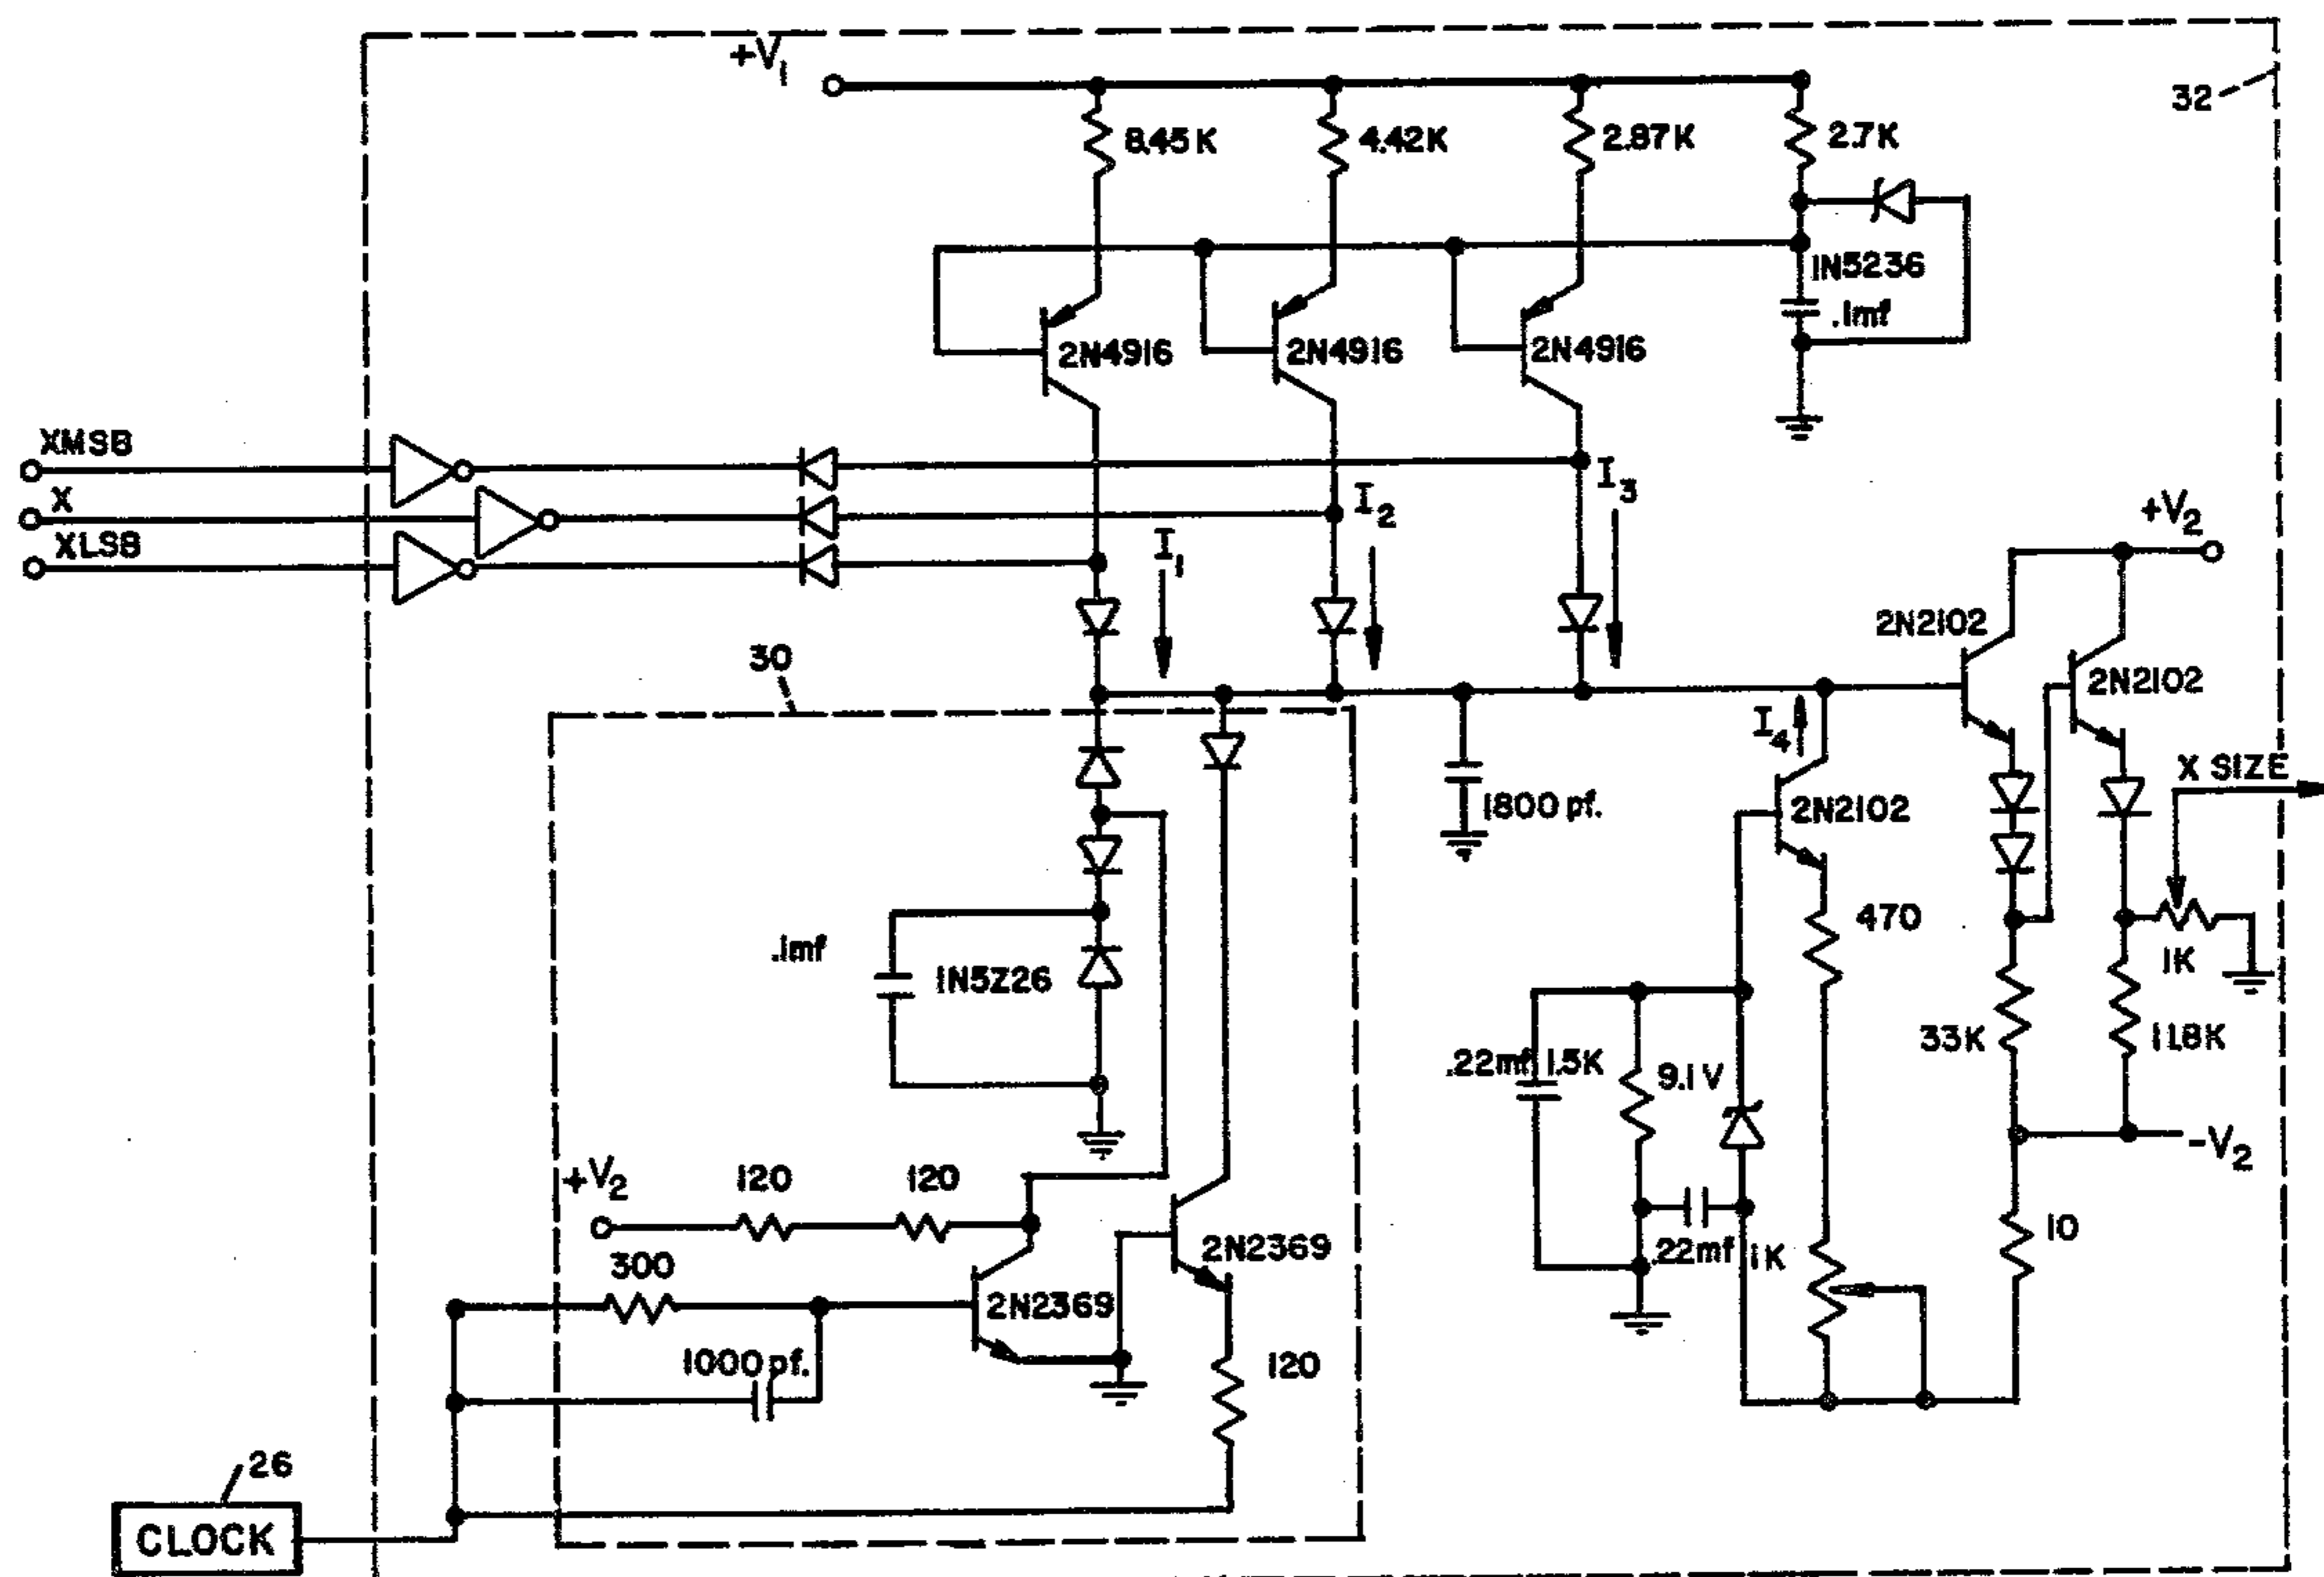 +V1
32
8.45K
4.42K
2.87K
2.7K
1N5236
.1mf
2N4916
2N4916
2N4916
XMSB
X
XLSB
I1
I2
I3
+V2
2N2102
2N2102
30
I4
X SIZE
1800 pf.
2N2102
470
1K
.1mf
1N5Z26
33K
11.8K
.22mf
1.5K
9.1V
-V2
+V2
120
120
300
2N2369
2N2369
.22mf
1K
10
1000 pf.
120
26
CLOCK